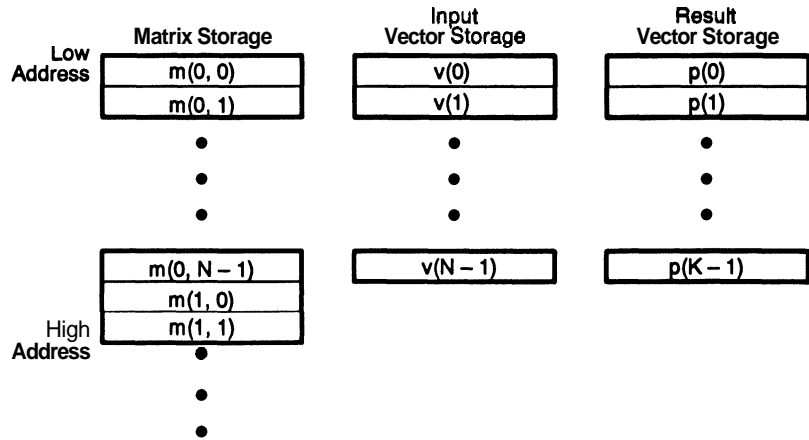 Low Address
Matrix Storage
m(0, 0)
m(0, 1)
m(0, N – 1)
m(1, 0)
m(1, 1)
High Address
Input
Vector Storage
v(0)
v(1)
v(N – 1)
Result
Vector Storage
p(0)
p(1)
p(K – 1)